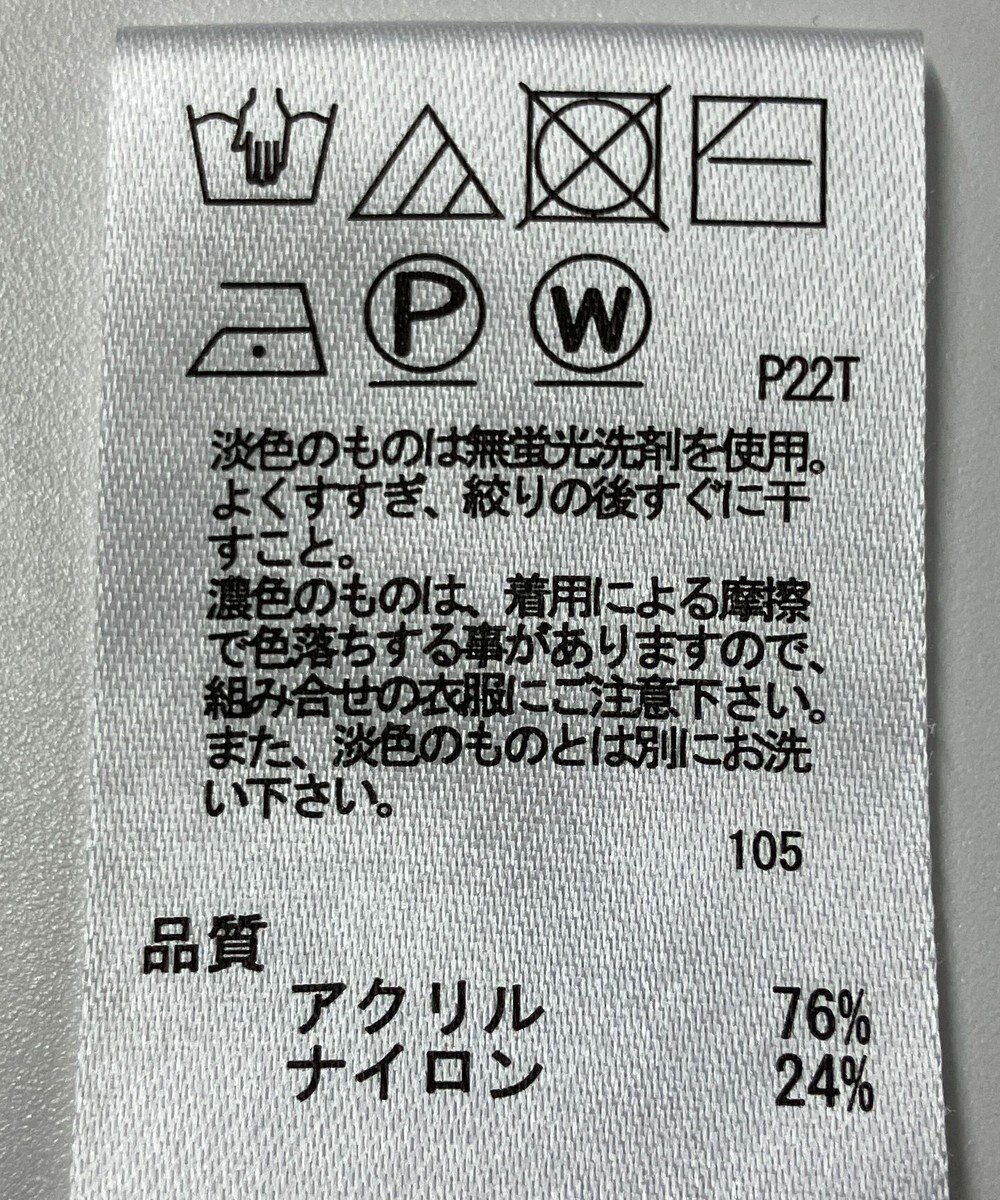 P
W
P22T
淡色のものは無蛍光洗剤を使用。
よくすすぎ、絞りの後すぐに干
すこと。
濃色のものは、着用による摩擦
で色落ちする事がありますので、
組み合せの衣服にご注意下さい。
また、淡色のものとは別にお洗
い下さい。
105
品質
アクリル 76%
ナイロン 24%